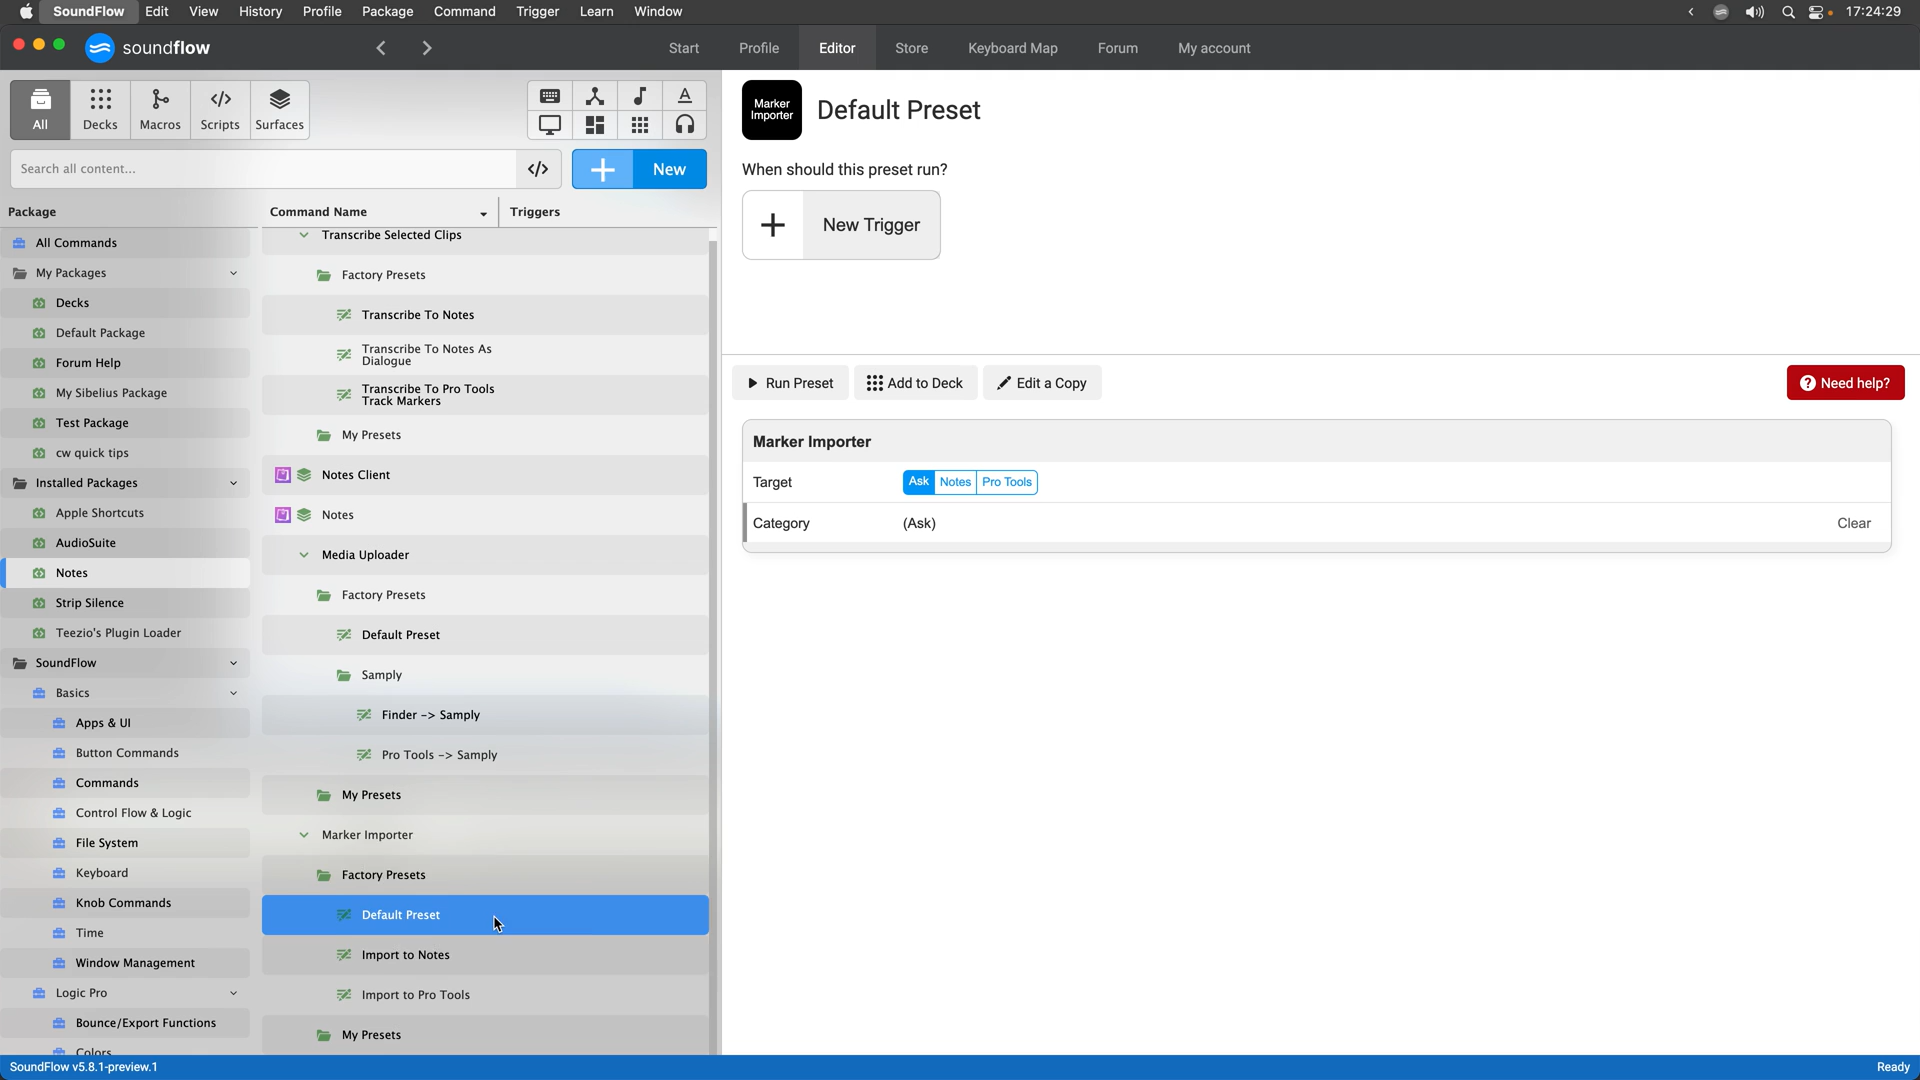 SoundFlow Edit View History Profile Package Command Trigger Learn Window 17:24:29
soundflow Start Profile Editor Store Keyboard Map Forum My account
All Decks Macros Scripts Surfaces
Search all content... </> + New
Package Command Name Triggers
All Commands
My Packages
Decks
Default Package
Forum Help
My Sibelius Package
Test Package
cw quick tips
Installed Packages
Apple Shortcuts
AudioSuite
Notes
Strip Silence
Teezio's Plugin Loader
SoundFlow
Basics
Apps & UI
Button Commands
Commands
Control Flow & Logic
File System
Keyboard
Knob Commands
Time
Window Management
Logic Pro
Bounce/Export Functions
Colors
Transcribe Selected Clips
Factory Presets
Transcribe To Notes
Transcribe To Notes As
Dialogue
Transcribe To Pro Tools
Track Markers
My Presets
Notes Client
Notes
Media Uploader
Factory Presets
Default Preset
Samply
Finder -> Samply
Pro Tools -> Samply
My Presets
Marker Importer
Factory Presets
Default Preset
Import to Notes
Import to Pro Tools
My Presets
Marker
Importer
Default Preset
When should this preset run?
+ New Trigger
Run Preset Add to Deck Edit a Copy Need help?
Marker Importer
Target Ask Notes Pro Tools
Category (Ask) Clear
SoundFlow v5.8.1-preview.1 Ready